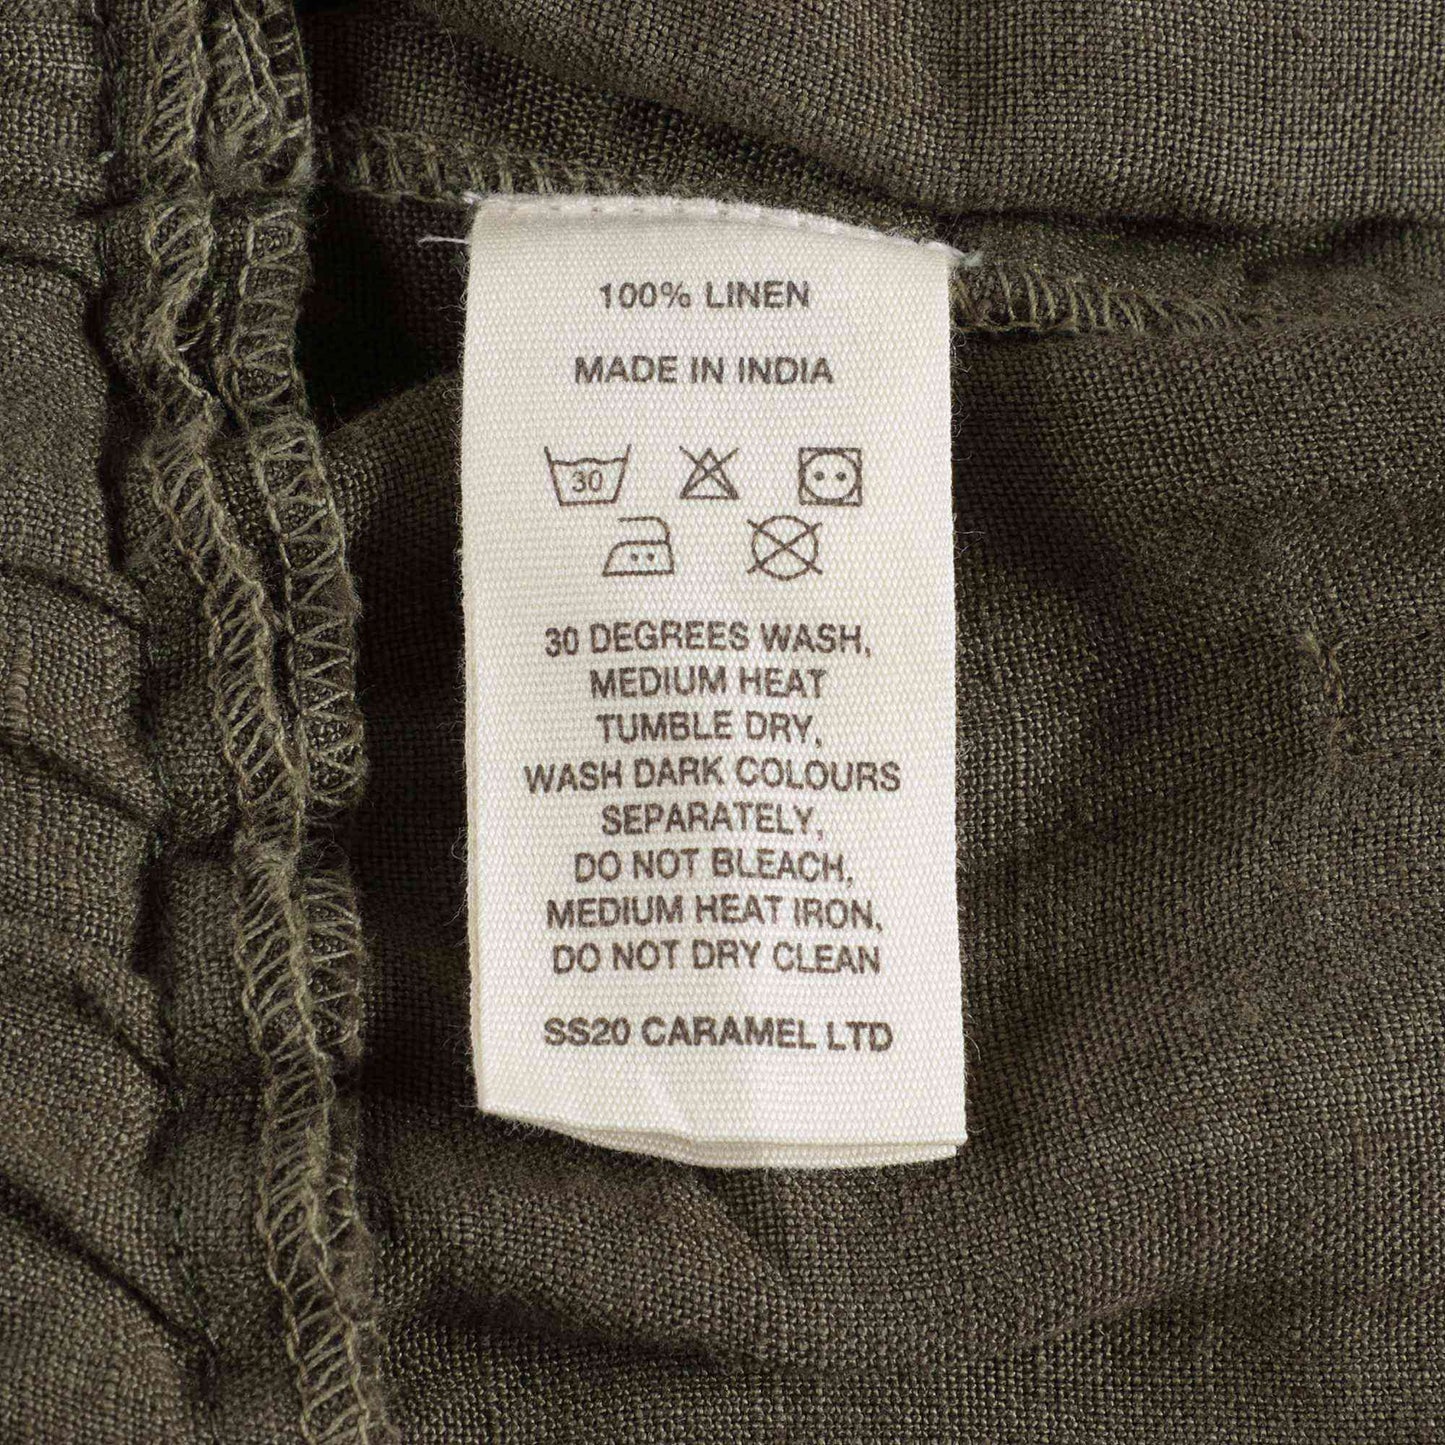 100% LINEN
MADE IN INDIA
30
30 DEGREES WASH,
MEDIUM HEAT
TUMBLE DRY,
WASH DARK COLOURS
SEPARATELY,
DO NOT BLEACH,
MEDIUM HEAT IRON,
DO NOT DRY CLEAN
SS20 CARAMEL LTD